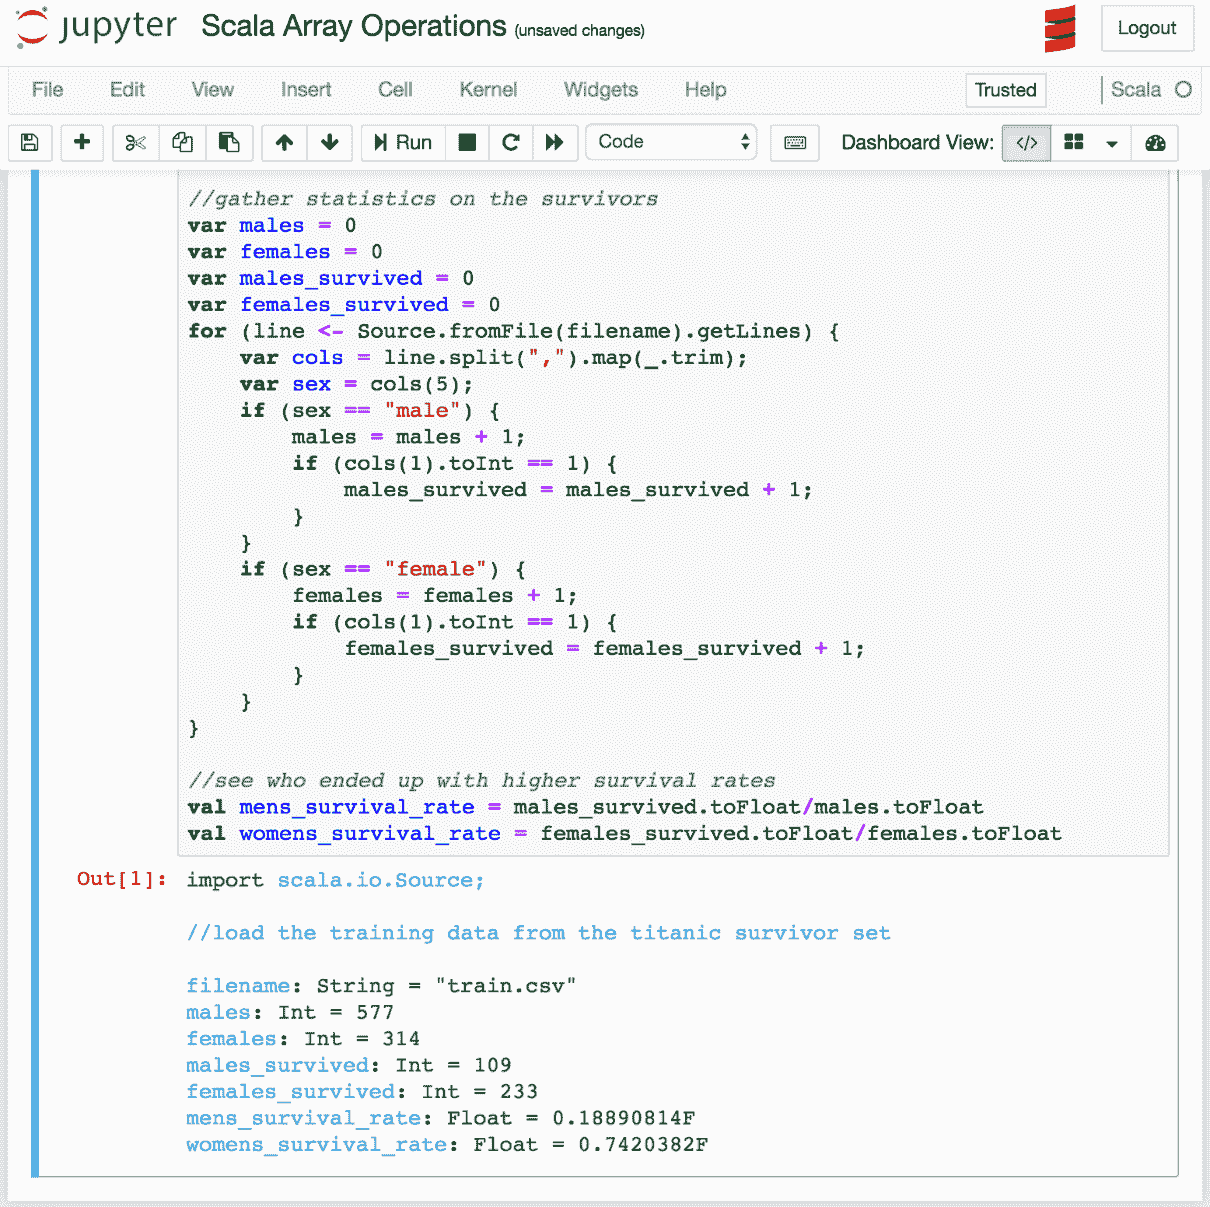 jupyter Scala Array Operations (unsaved changes) Logout
File Edit View Insert Cell Kernel Widgets Help Trusted Scala
Run Code Dashboard View: </>
//gather statistics on the survivors
var males = 0
var females = 0
var males_survived = 0
var females_survived = 0
for (line <- Source.fromFile(filename).getLines) {
    var cols = line.split(",").map(_.trim);
    var sex = cols(5);
    if (sex == "male") {
        males = males + 1;
        if (cols(1).toInt == 1) {
            males_survived = males_survived + 1;
        }
    }
    if (sex == "female") {
        females = females + 1;
        if (cols(1).toInt == 1) {
            females_survived = females_survived + 1;
        }
    }
}
//see who ended up with higher survival rates
val mens_survival_rate = males_survived.toFloat/males.toFloat
val womens_survival_rate = females_survived.toFloat/females.toFloat
Out[1]: import scala.io.Source;
//load the training data from the titanic survivor set
filename: String = "train.csv"
males: Int = 577
females: Int = 314
males_survived: Int = 109
females_survived: Int = 233
mens_survival_rate: Float = 0.18890814F
womens_survival_rate: Float = 0.7420382F